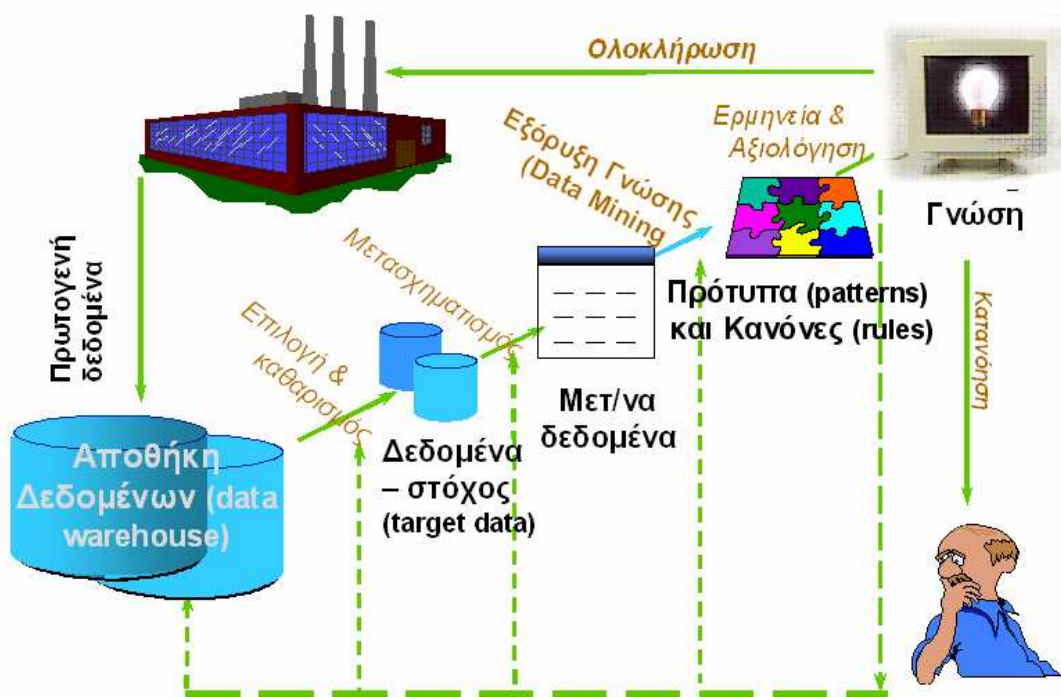 Ολοκλήρωση
Ερμηνεία &
Αξιολόγηση
Εξόρυξη Γνώσης
(Data Mining)
Γνώση
Μετασχηματισμός
Πρωτογενή
δεδομένα
Πρότυπα (patterns)
και Κανόνες (rules)
Κατανόηση
Επιλογή &
καθαρισμός
Μετ/να
δεδομένα
Αποθήκη
Δεδομένων (data
warehouse)
Δεδομένα
– στόχος
(target data)